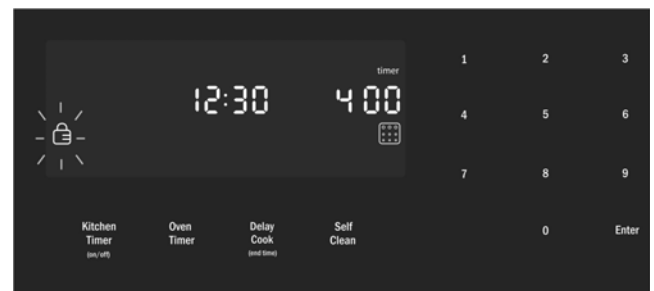 timer
12:30
4 00
1 2 3
4 5 6
7 8 9
0 Enter
Kitchen Timer (on/off)
Oven Timer
Delay Cook (end time)
Self Clean